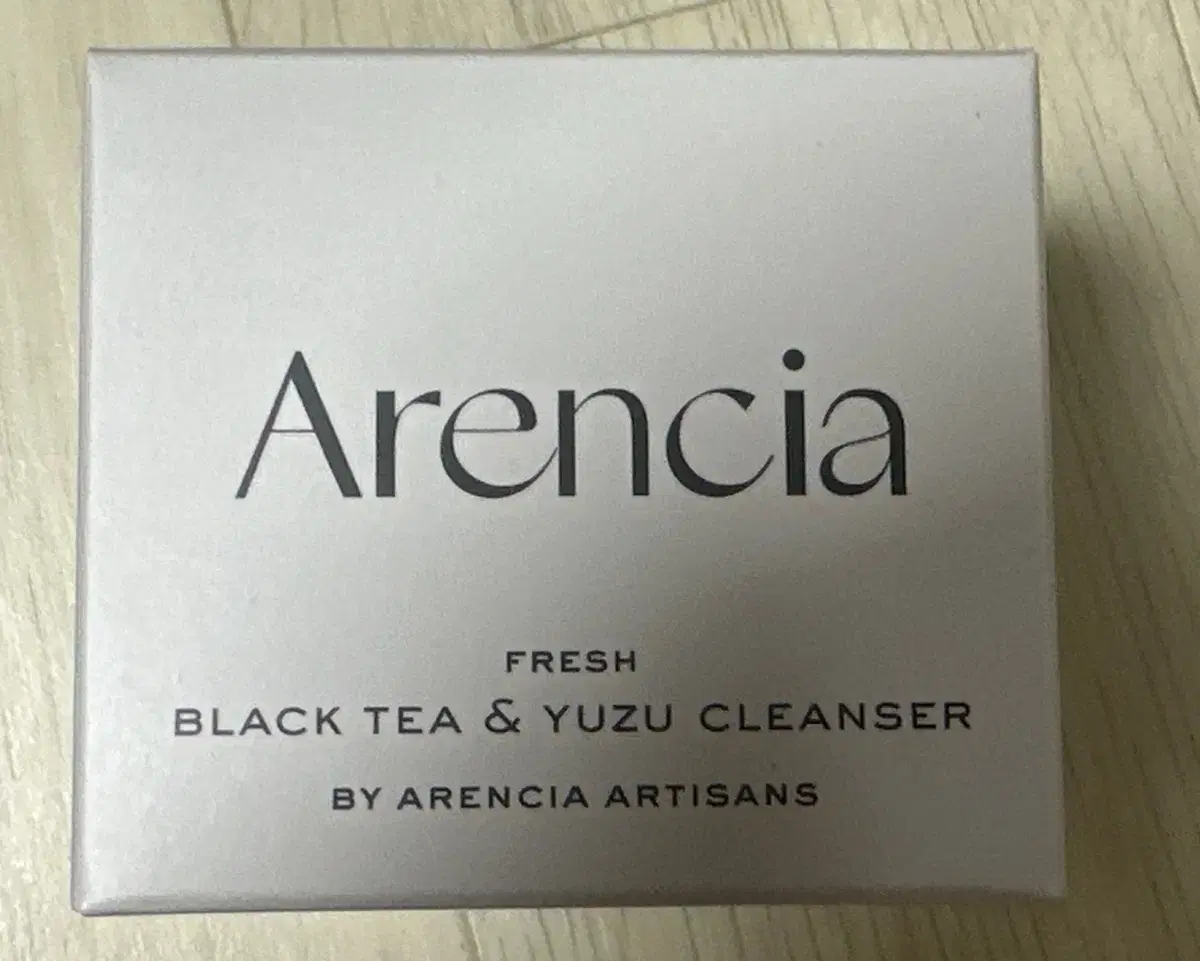 Arencia
FRESH
BLACK TEA & YUZU CLEANSER
BY ARENCIA ARTISANS